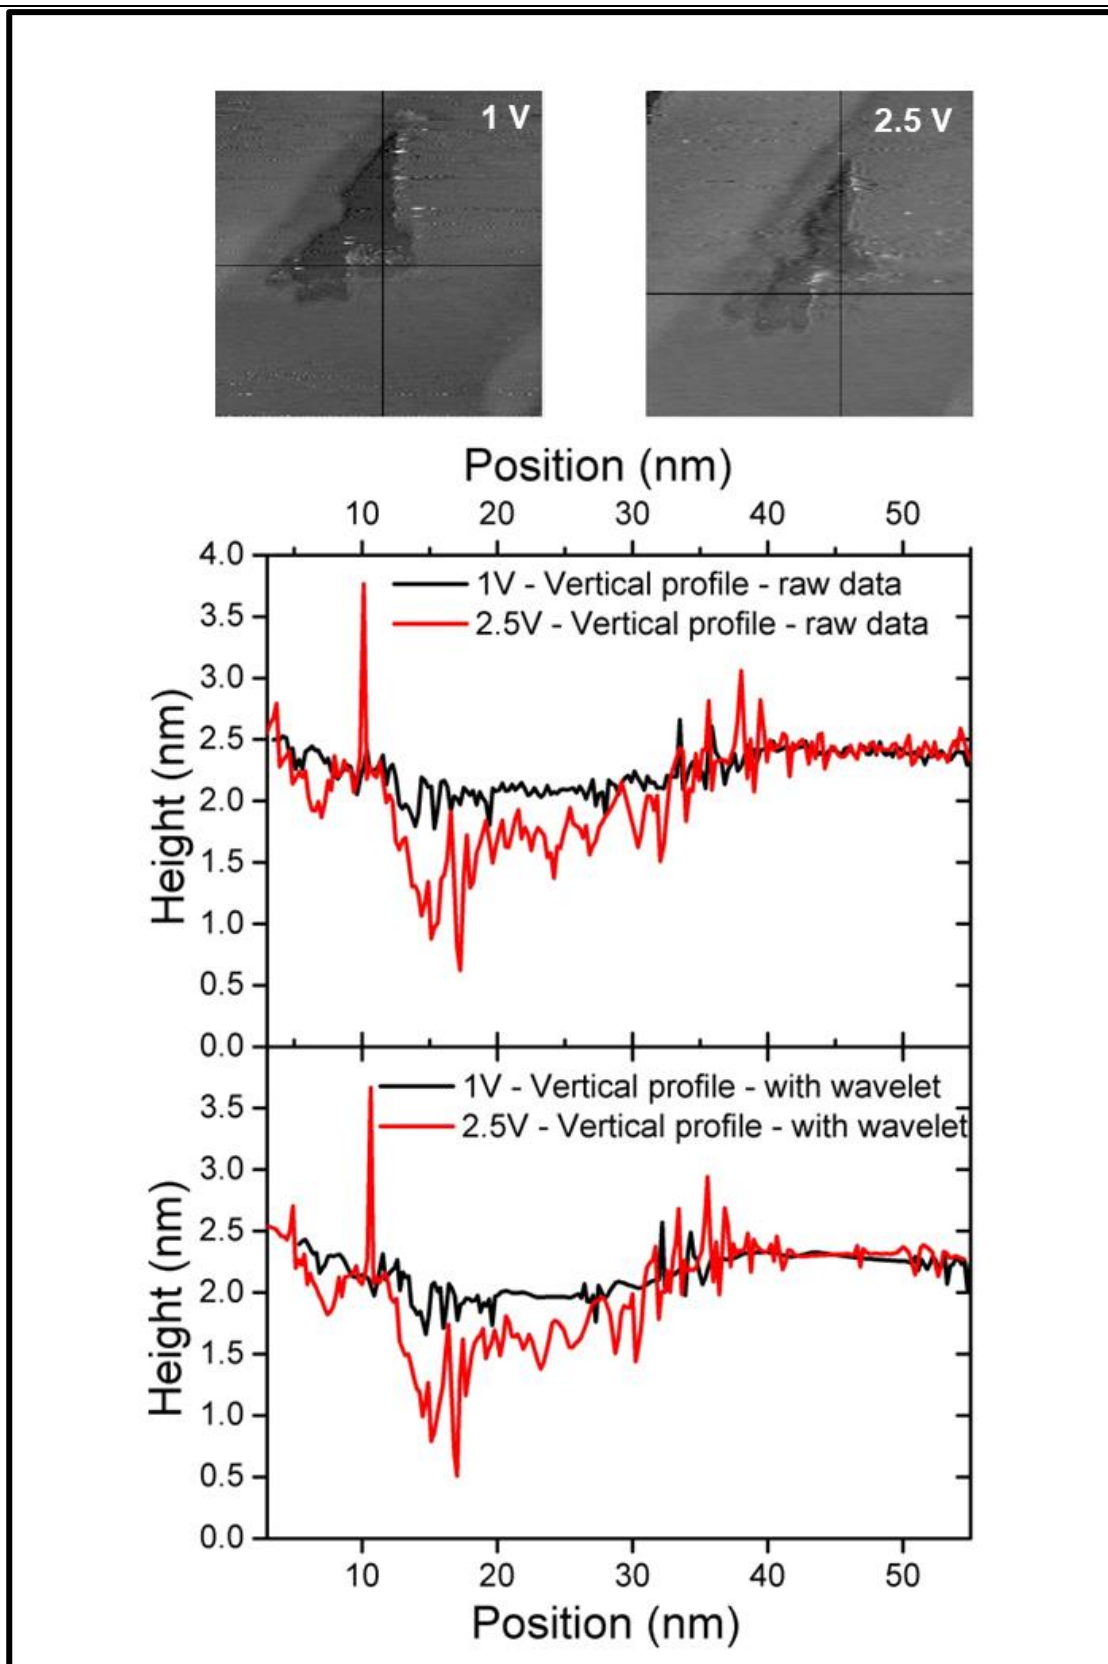 1 V
2.5 V
Position (nm)
10 20 30 40 50
4.0
3.5
3.0
2.5
2.0
1.5
1.0
0.5
0.0
Height (nm)
1V - Vertical profile - raw data
2.5V - Vertical profile - raw data
3.5
3.0
2.5
2.0
1.5
1.0
0.5
0.0
Height (nm)
1V - Vertical profile - with wavelet
2.5V - Vertical profile - with wavelet
10 20 30 40 50
Position (nm)